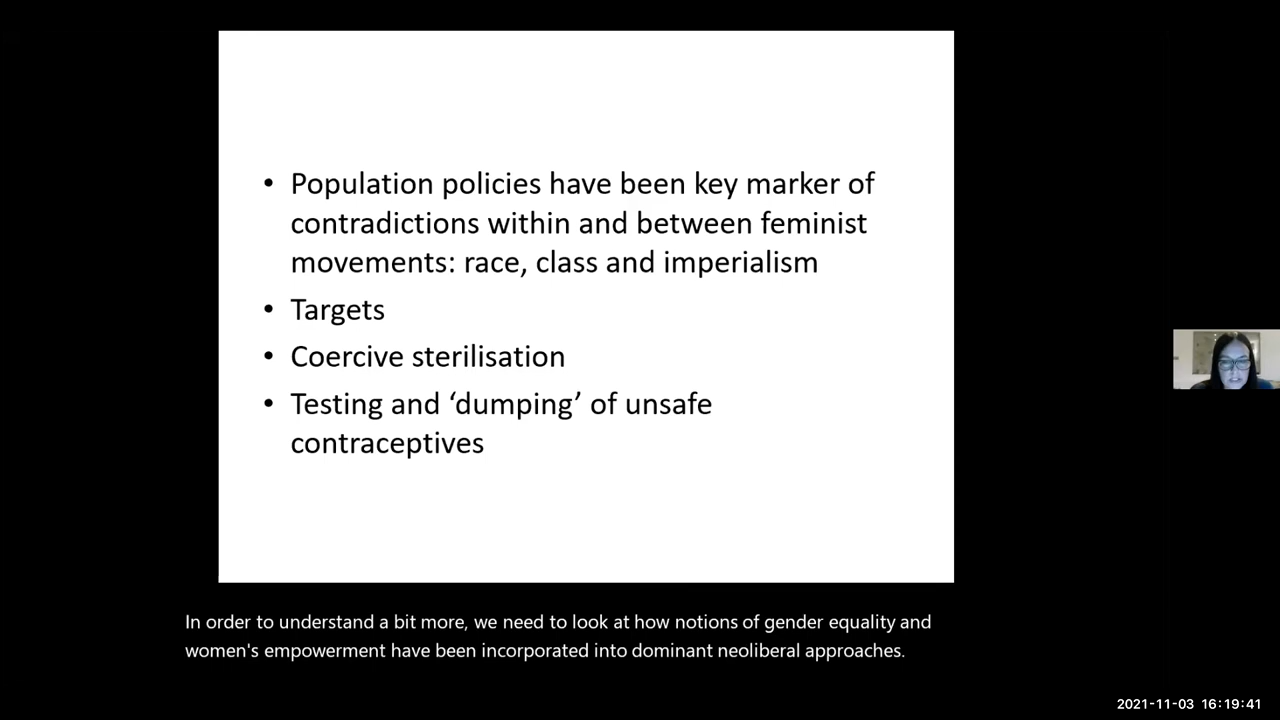 • Population policies have been key marker of
contradictions within and between feminist
movements: race, class and imperialism
• Targets
• Coercive sterilisation
• Testing and ‘dumping’ of unsafe
contraceptives
In order to understand a bit more, we need to look at how notions of gender equality and
women's empowerment have been incorporated into dominant neoliberal approaches.
2021-11-03 16:19:41